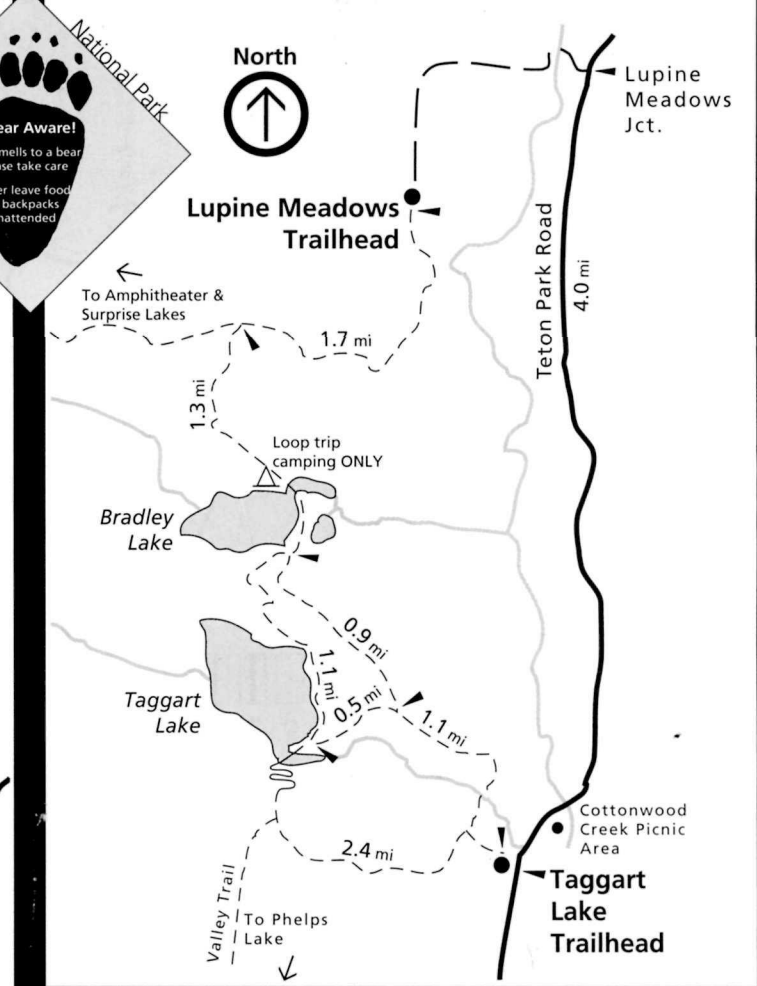 National Park
ear Aware!
mells to a bear
se take care
er leave food
backpacks
nattended
North
Lupine
Meadows
Jct.
Lupine Meadows
Trailhead
Teton Park Road
4.0 mi
To Amphitheater &
Surprise Lakes
1.7 mi
1.3 mi
Loop trip
camping ONLY
Bradley
Lake
0.9 mi
1.1 mi
Taggart
Lake
0.5 mi
1.1 mi
Cottonwood
Creek Picnic
Area
2.4 mi
Taggart
Lake
Trailhead
Valley Trail
To Phelps
Lake